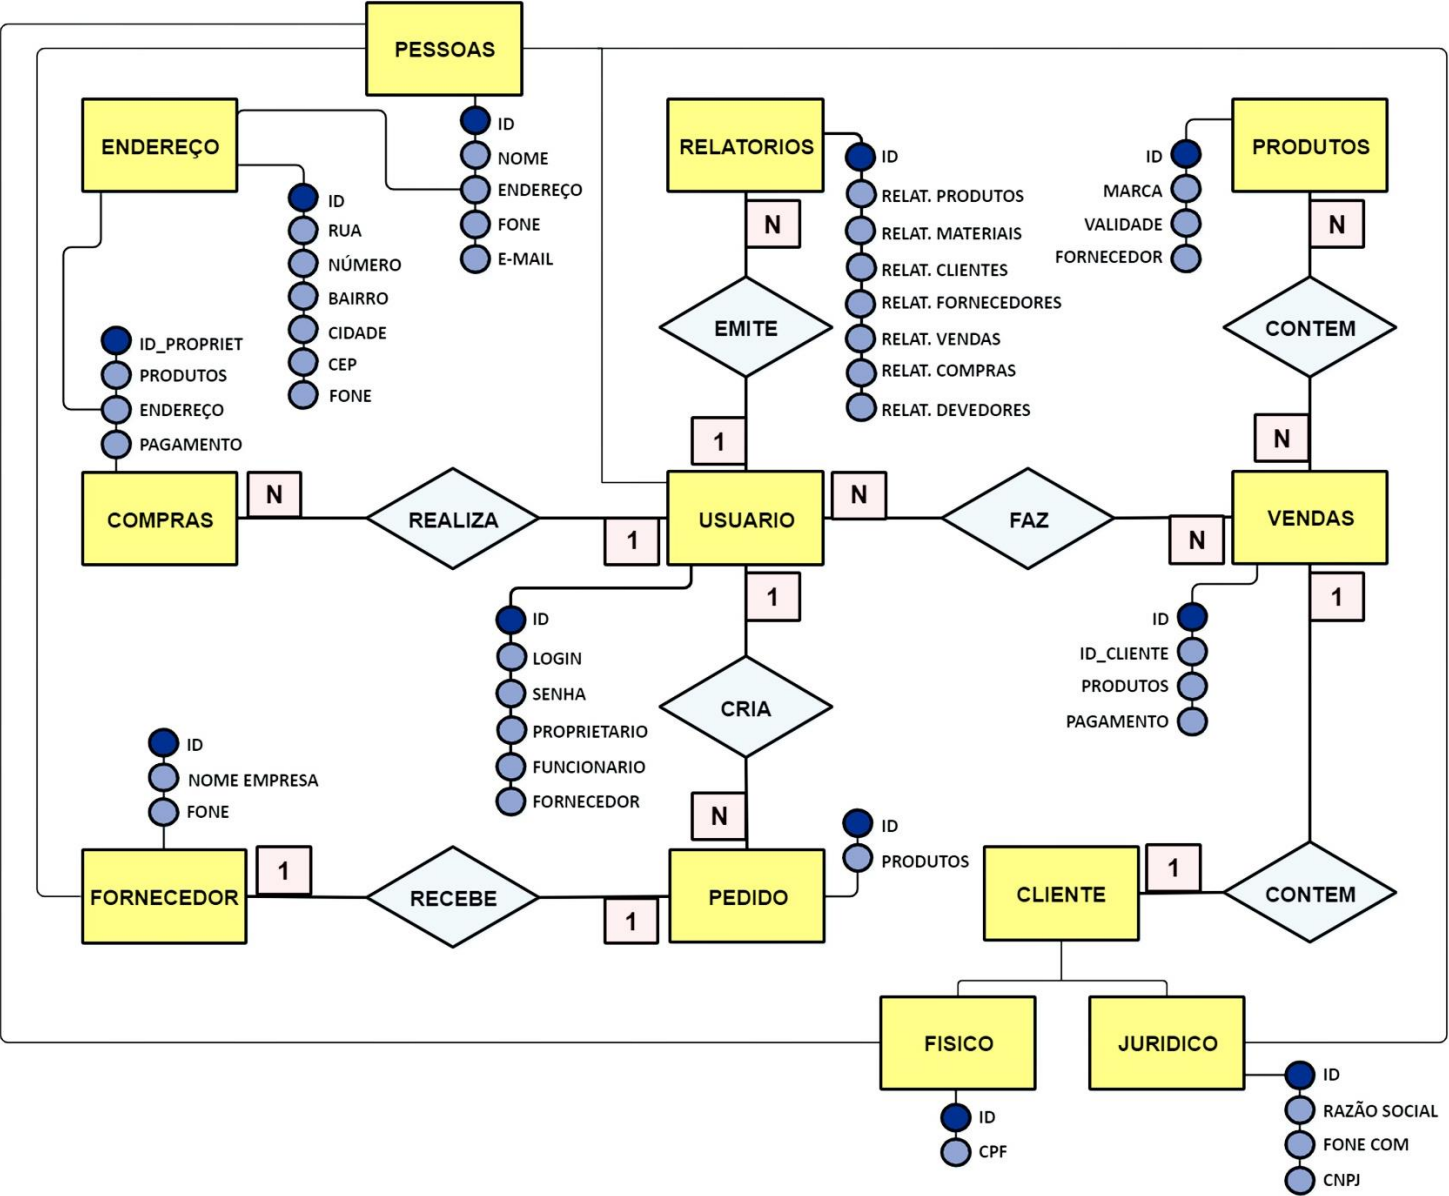 PESSOAS
ID
NOME
ENDEREÇO
FONE
E-MAIL
ENDEREÇO
ID
RUA
NÚMERO
BAIRRO
CIDADE
CEP
FONE
RELATORIOS
ID
RELAT. PRODUTOS
RELAT. MATERIAIS
RELAT. CLIENTES
RELAT. FORNECEDORES
RELAT. VENDAS
RELAT. COMPRAS
RELAT. DEVEDORES
N
EMITE
1
PRODUTOS
ID
MARCA
VALIDADE
FORNECEDOR
N
CONTEM
N
ID_PROPRIET
PRODUTOS
ENDEREÇO
PAGAMENTO
COMPRAS
N
REALIZA
1
USUARIO
N
FAZ
N
VENDAS
ID
LOGIN
SENHA
PROPRIETARIO
FUNCIONARIO
FORNECEDOR
1
CRIA
N
ID
ID_CLIENTE
PRODUTOS
PAGAMENTO
1
ID
NOME EMPRESA
FONE
FORNECEDOR
1
RECEBE
1
PEDIDO
ID
PRODUTOS
CLIENTE
1
CONTEM
FISICO
ID
CPF
JURIDICO
ID
RAZÃO SOCIAL
FONE COM
CNPJ